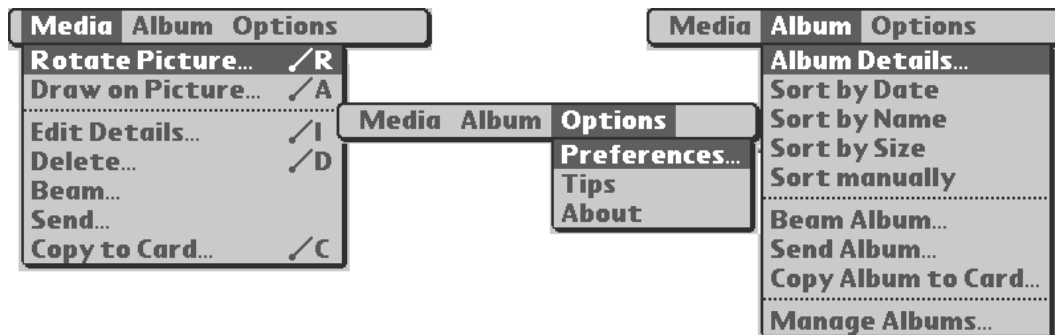 Media Album Options
Rotate Picture... /R
Draw on Picture... /A
Edit Details... /I
Delete... /D
Beam...
Send...
Copy to Card... /C
Media Album Options
Preferences...
Tips
About
Media Album Options
Album Details...
Sort by Date
Sort by Name
Sort by Size
Sort manually
Beam Album...
Send Album...
Copy Album to Card...
Manage Albums...